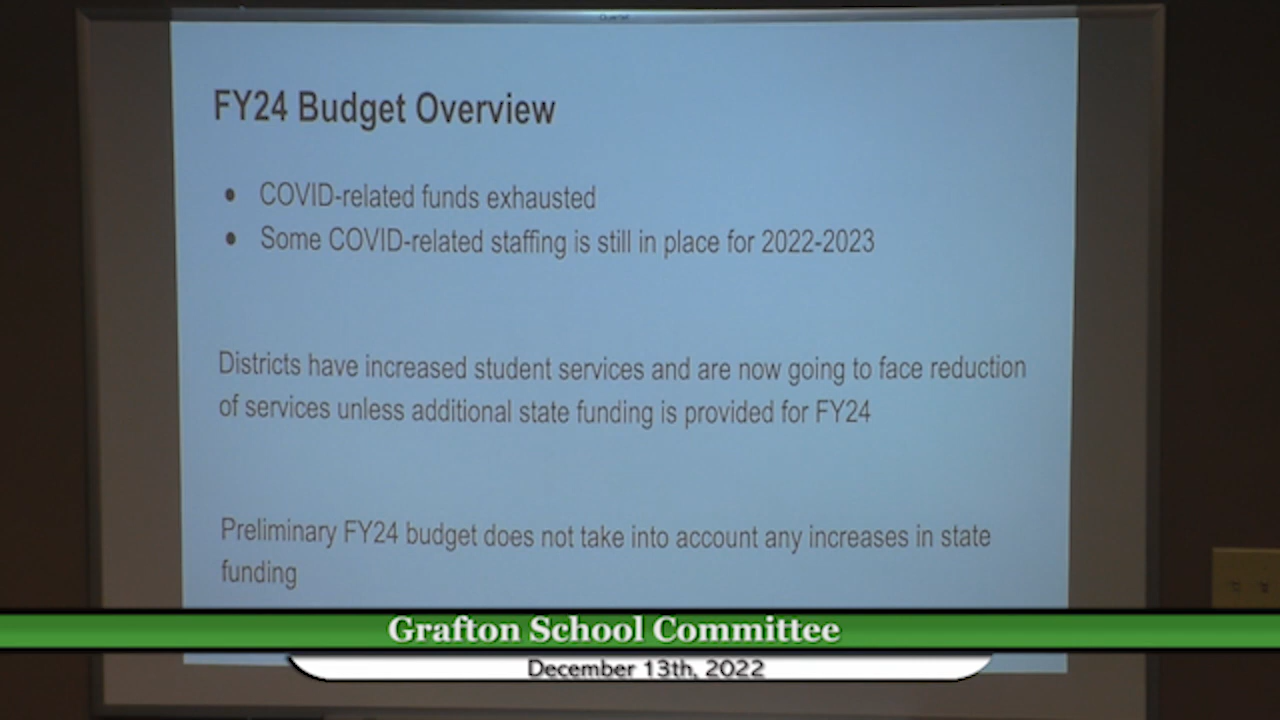 FY24 Budget Overview
• COVID-related funds exhausted
• Some COVID-related staffing is still in place for 2022-2023
Districts have increased student services and are now going to face reduction
of services unless additional state funding is provided for FY24
Preliminary FY24 budget does not take into account any increases in state
funding
Grafton School Committee
December 13th, 2022